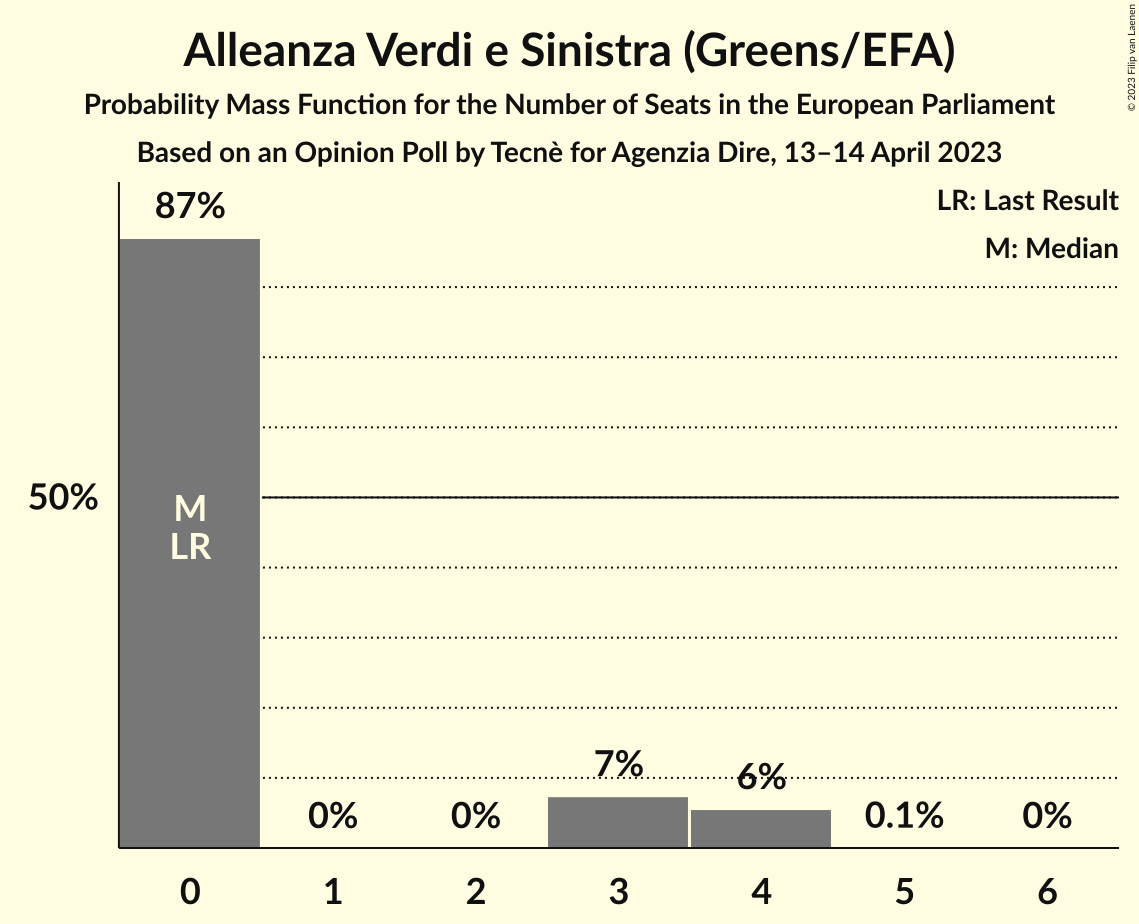 Alleanza Verdi e Sinistra (Greens/EFA)
Probability Mass Function for the Number of Seats in the European Parliament
Based on an Opinion Poll by Tecnè for Agenzia Dire, 13–14 April 2023
© 2023 Filip van Laenen
LR: Last Result
M: Median
87%
50%
M
LR
0%
0%
7%
6%
0.1%
0%
0
1
2
3
4
5
6